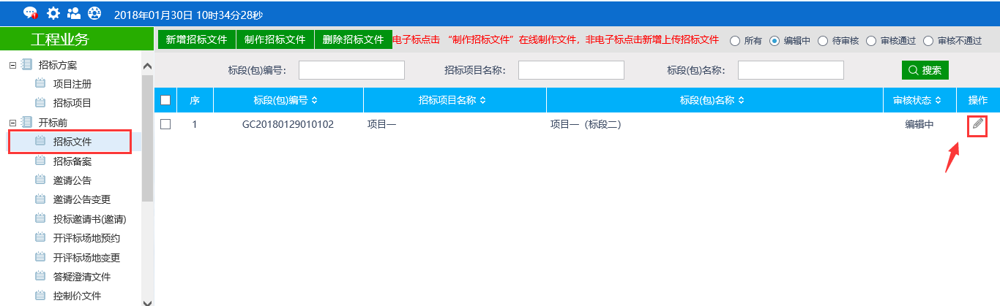 2018年01月30日 10时34分28秒
工程业务
招标方案
项目注册
招标项目
开标前
招标文件
招标备案
邀请公告
邀请公告变更
投标邀请书(邀请)
开评标场地预约
开评标场地变更
答疑澄清文件
控制价文件
新增招标文件 制作招标文件 删除招标文件 电子标点击 “制作招标文件”在线制作文件，非电子标点击新增上传招标文件 所有 编辑中 待审核 审核通过 审核不通过
标段(包)编号： 招标项目名称： 标段(包)名称： 搜索
序 标段(包)编号 招标项目名称 标段(包)名称 审核状态 操作
1 GC20180129010102 项目一 项目一（标段二） 编辑中